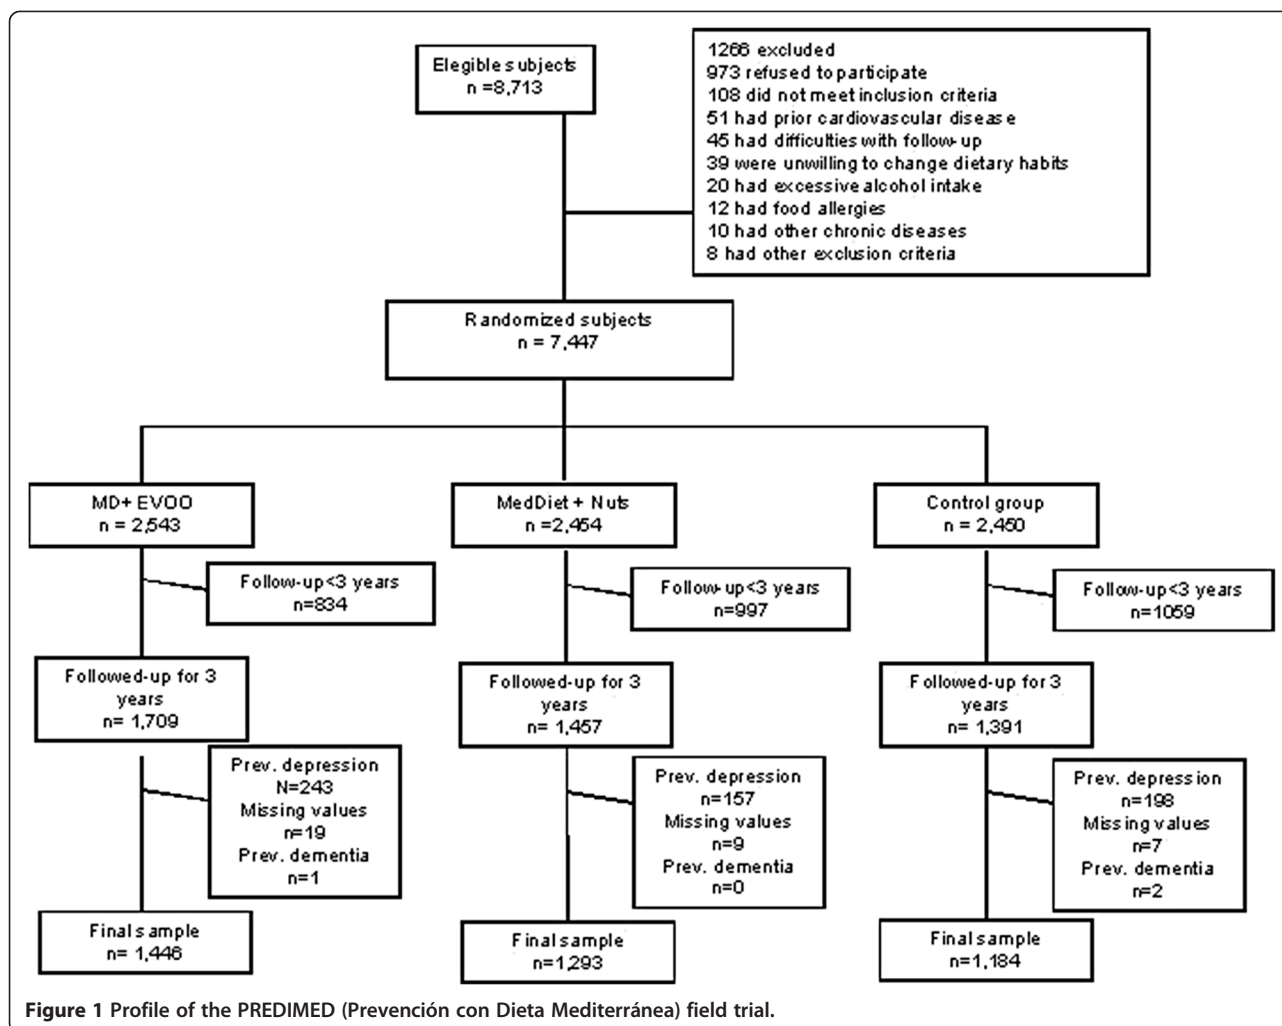 Elegible subjects
n =8,713
1266 excluded
973 refused to participate
108 did not meet inclusion criteria
51 had prior cardiovascular disease
45 had difficulties with follow-up
39 were unwilling to change dietary habits
20 had excessive alcohol intake
12 had food allergies
10 had other chronic diseases
8 had other exclusion criteria
Randomized subjects
n = 7,447
MD+ EVOO
n = 2,543
MedDiet + Nuts
n =2,454
Control group
n = 2,450
Follow-up<3 years
n=834
Follow-up<3 years
n=997
Follow-up<3 years
n=1059
Followed-up for 3
years
n= 1,709
Followed-up for 3
years
n= 1,457
Followed-up for 3
years
n= 1,391
Prev. depression
N=243
Missing values
n=19
Prev. dementia
n=1
Prev. depression
n=157
Missing values
n=9
Prev. dementia
n=0
Prev. depression
n=198
Missing values
n=7
Prev. dementia
n=2
Final sample
n= 1,446
Final sample
n=1,293
Final sample
n=1,184
Figure 1 Profile of the PREDIMED (Prevención con Dieta Mediterránea) field trial.